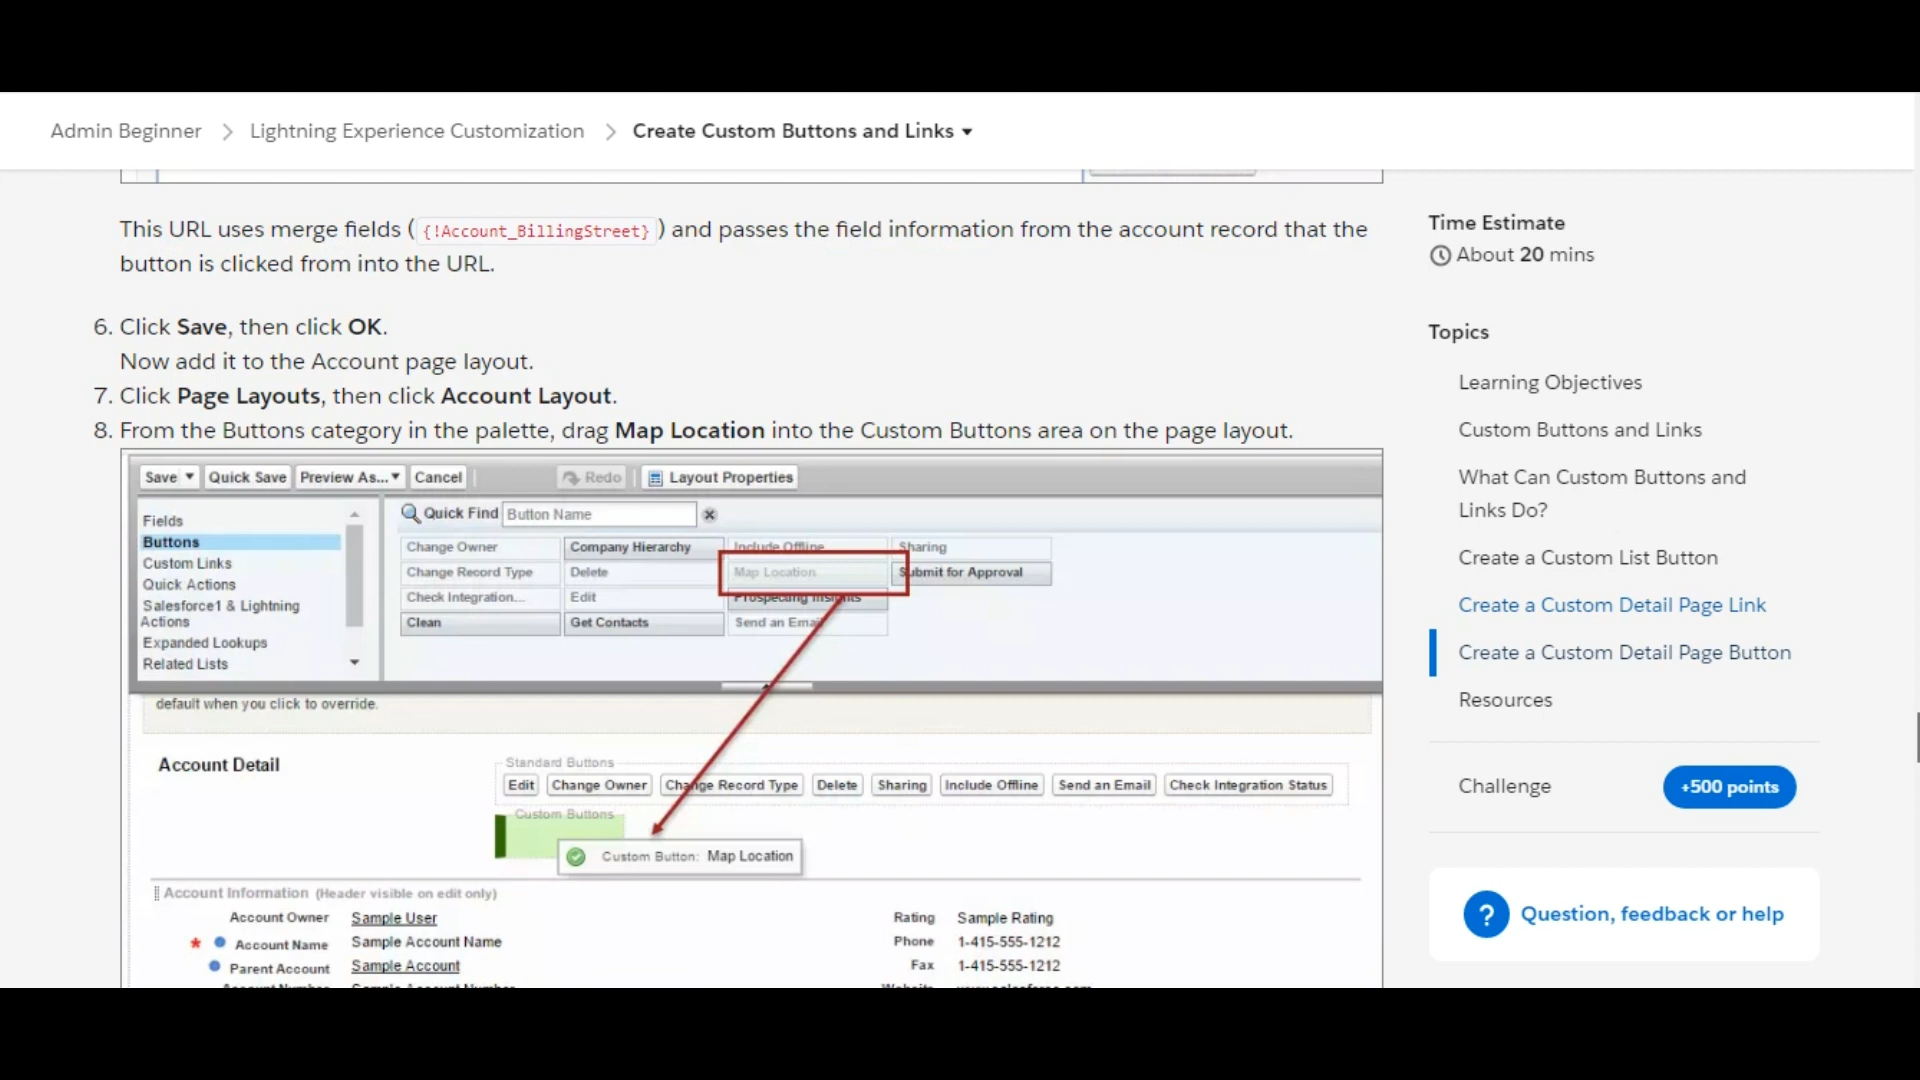 Admin Beginner > Lightning Experience Customization > Create Custom Buttons and Links
This URL uses merge fields ( {!Account_BillingStreet} ) and passes the field information from the account record that the
button is clicked from into the URL.
6. Click Save, then click OK.
Now add it to the Account page layout.
7. Click Page Layouts, then click Account Layout.
8. From the Buttons category in the palette, drag Map Location into the Custom Buttons area on the page layout.
Save Quick Save Preview As... Cancel Redo Layout Properties
Fields
Buttons
Custom Links
Quick Actions
Salesforce1 & Lightning
Actions
Expanded Lookups
Related Lists
Quick Find Button Name
Change Owner Company Hierarchy Include Offline Sharing
Change Record Type Delete Map Location Submit for Approval
Check Integration... Edit Prospecting Insights
Clean Get Contacts Send an Email
default when you click to override.
Account Detail
Standard Buttons
Edit Change Owner Change Record Type Delete Sharing Include Offline Send an Email Check Integration Status
Custom Buttons
Custom Button: Map Location
Account Information (Header visible on edit only)
Account Owner Sample User Rating Sample Rating
* Account Name Sample Account Name Phone 1-415-555-1212
Parent Account Sample Account Fax 1-415-555-1212
Account Number Sample Account Number Website www.salesforce.com
Time Estimate
About 20 mins
Topics
Learning Objectives
Custom Buttons and Links
What Can Custom Buttons and
Links Do?
Create a Custom List Button
Create a Custom Detail Page Link
Create a Custom Detail Page Button
Resources
Challenge +500 points
? Question, feedback or help